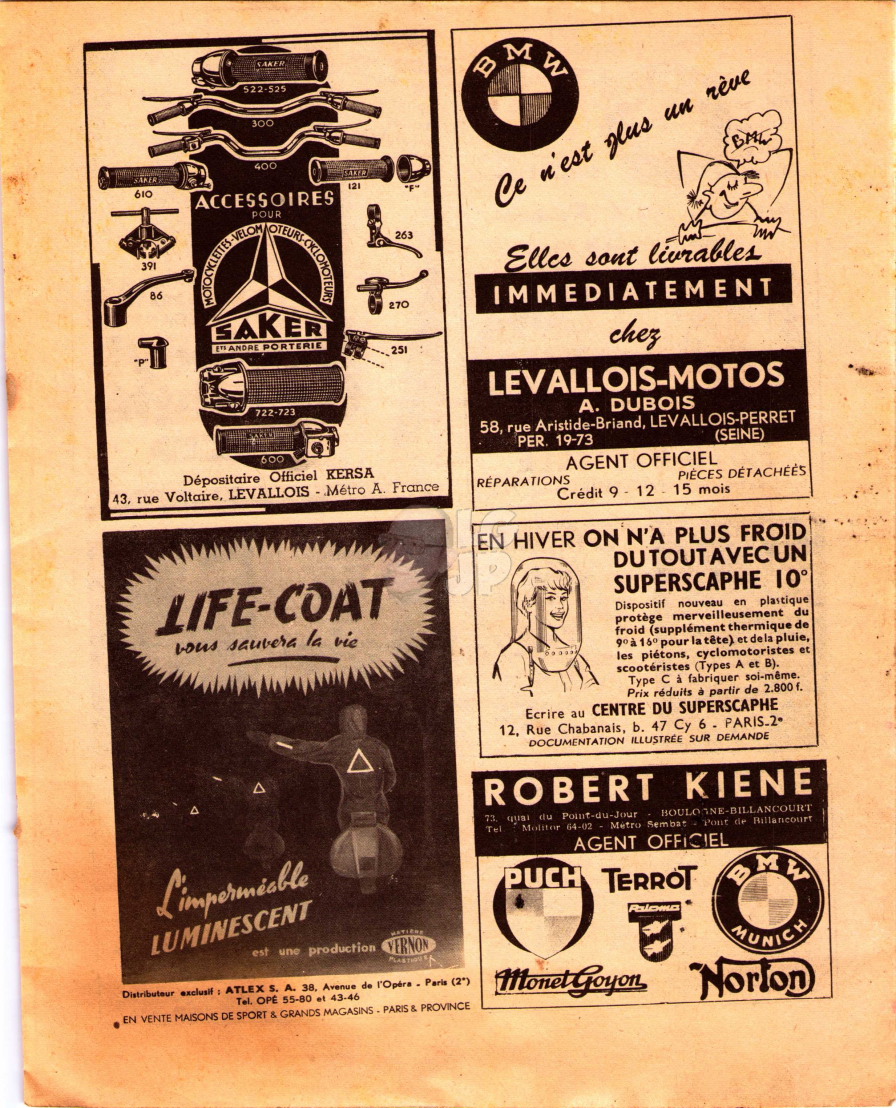 SAKER
522-525
300
400
SAKER
610
SAKER
121
"F"
ACCESSOIRES
POUR
MOTOCYCLETTES-VELOMOTEURS-CYCLOMOTEURS
SAKER
ETS ANDRE PORTERIE
391
86
"P"
263
270
251
722-723
SAKER
600
Dépositaire Officiel KERSA
43, rue Voltaire, LEVALLOIS - Métro A. France
BMW
Ce n'est plus un rêve
BMW
Elles sont livrables
IMMEDIATEMENT
chez
LEVALLOIS-MOTOS
A. DUBOIS
58, rue Aristide-Briand, LEVALLOIS-PERRET
PER. 19-73 (SEINE)
AGENT OFFICIEL
RÉPARATIONS PIÈCES DÉTACHÉES
Crédit 9 - 12 - 15 mois
LIFE-COAT
vous sauvera la vie
L'imperméable
LUMINESCENT
est une production
MATIÈRE
VERNON
PLASTIQUE
Distributeur exclusif : ATLEX S. A. 38, Avenue de l'Opéra - Paris (2e)
Tel. OPÉ 55-80 et 43-46
EN VENTE MAISONS DE SPORT & GRANDS MAGASINS - PARIS & PROVINCE
EN HIVER ON N'A PLUS FROID
DU TOUT AVEC UN
SUPERSCAPHE 10°
Dispositif nouveau en plastique
protège merveilleusement du
froid (supplément thermique de
9° à 16° pour la tête) et de la pluie,
les piétons, cyclomotoristes et
scootéristes (Types A et B).
Type C à fabriquer soi-même.
Prix réduits à partir de 2.800 f.
Ecrire au CENTRE DU SUPERSCAPHE
12, Rue Chabanais, b. 47 Cy 6 - PARIS-2e
DOCUMENTATION ILLUSTRÉE SUR DEMANDE
ROBERT KIENE
73, quai du Point-du-Jour - BOULOGNE-BILLANCOURT
Tel : Molitor 64-02 - Métro Sembat - Pont de Billancourt
AGENT OFFICIEL
PUCH
TERROT
Paloma
BMW
MUNICH
Monet Goyon
Norton